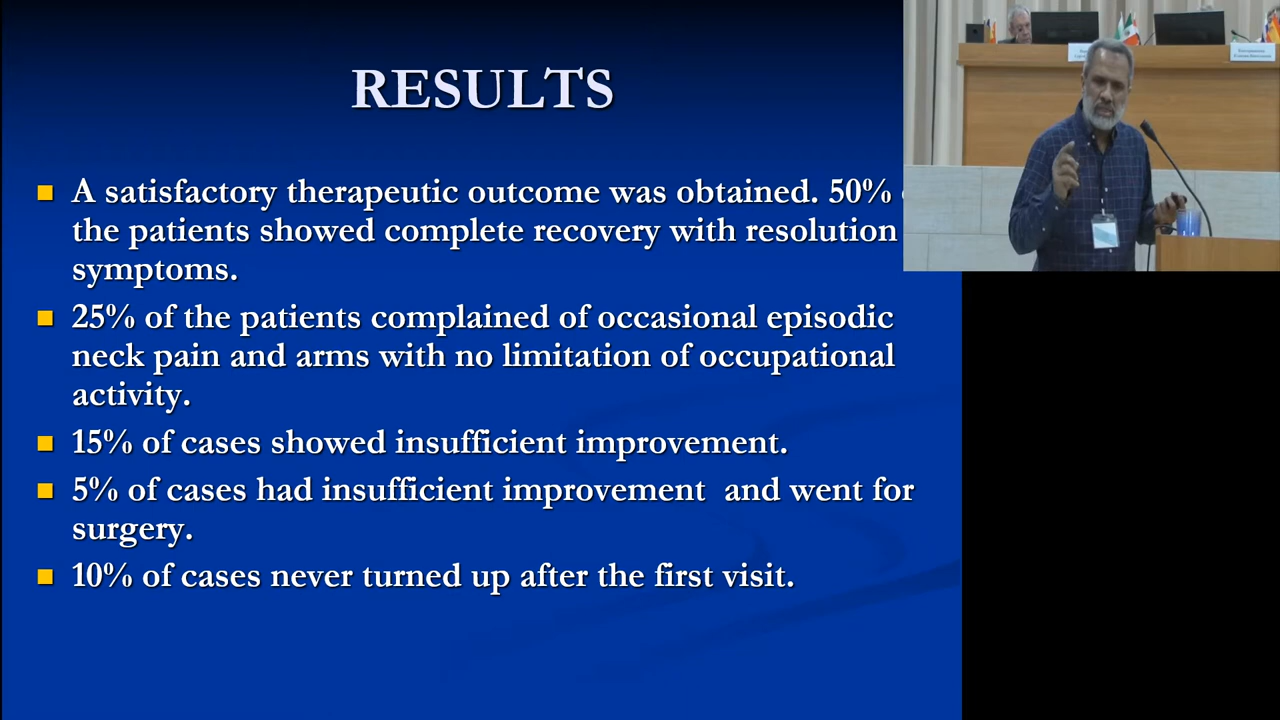 RESULTS
A satisfactory therapeutic outcome was obtained. 50%
the patients showed complete recovery with resolution
symptoms.
25% of the patients complained of occasional episodic
neck pain and arms with no limitation of occupational
activity.
15% of cases showed insufficient improvement.
5% of cases had insufficient improvement  and went for
surgery.
10% of cases never turned up after the first visit.